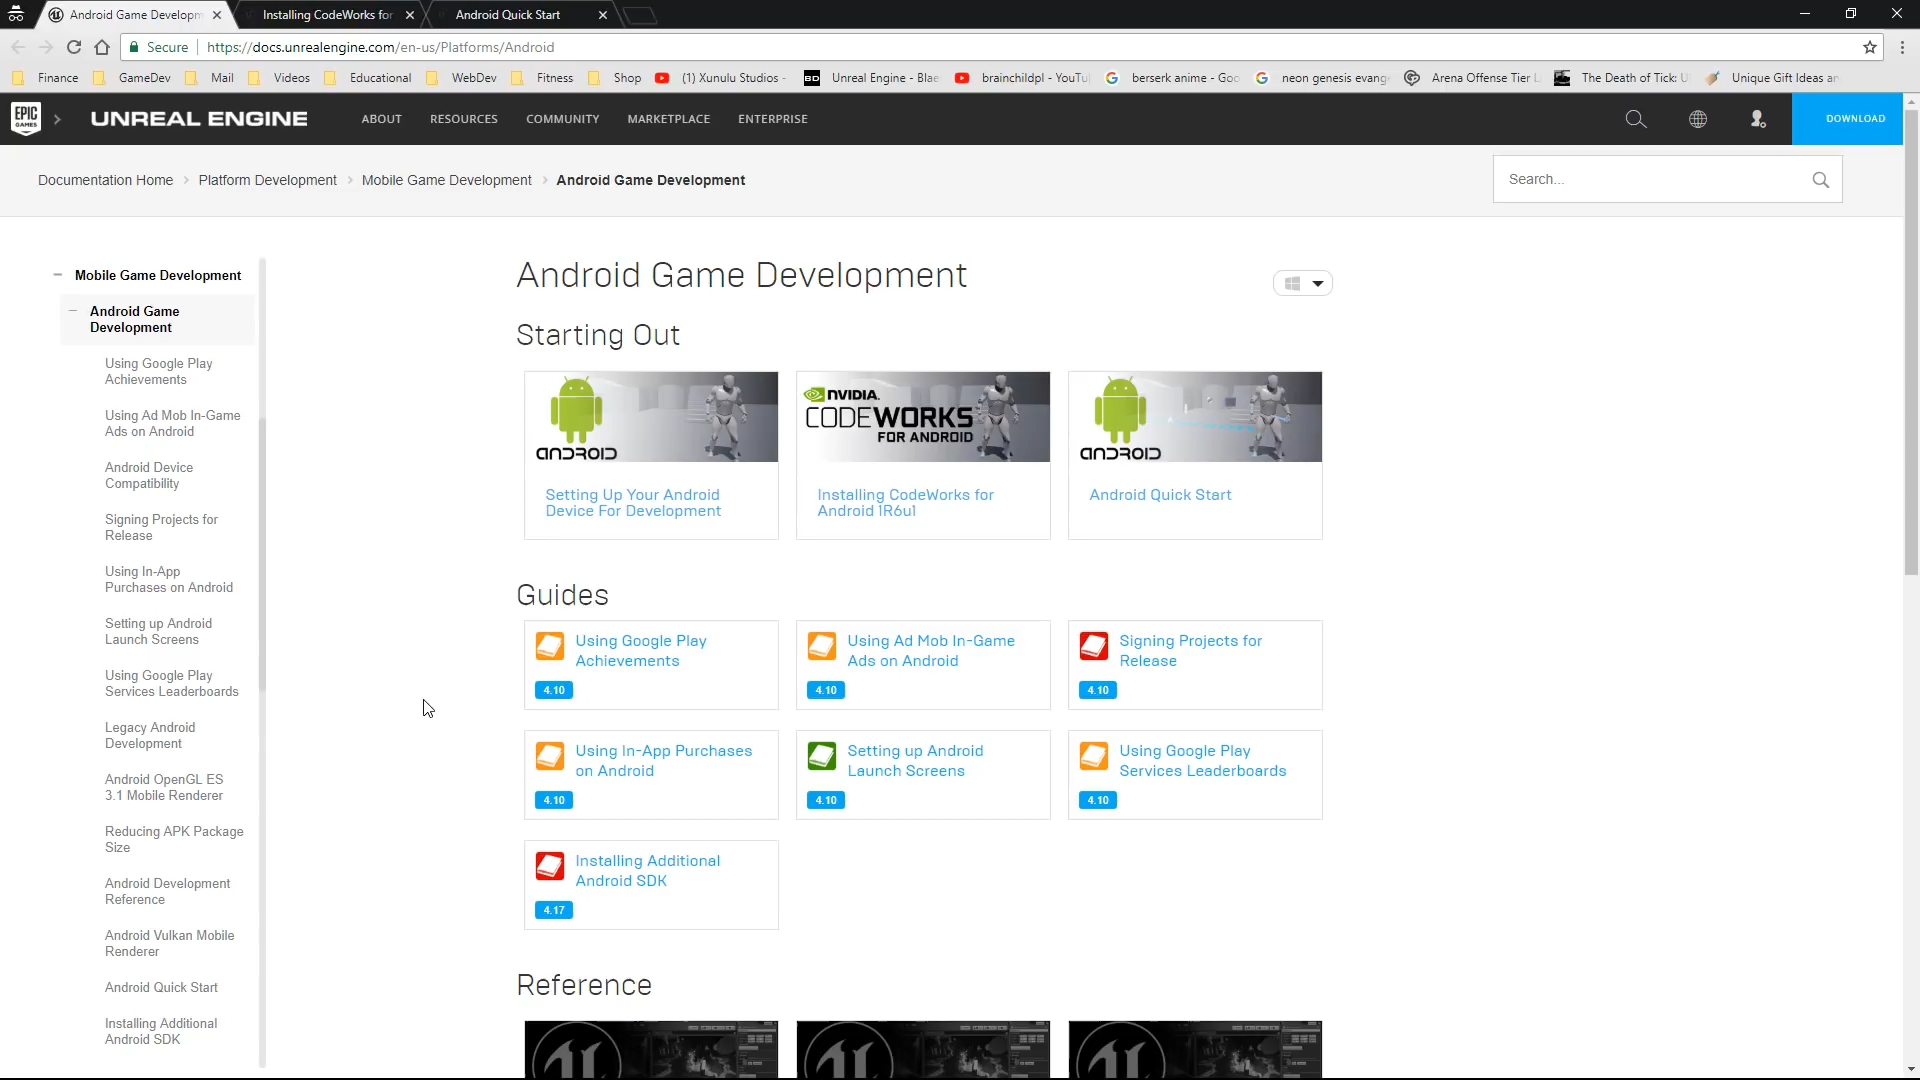 Android Game Developm
Installing CodeWorks for
Android Quick Start
Secure
https://docs.unrealengine.com/en-us/Platforms/Android
Finance
GameDev
Mail
Videos
Educational
WebDev
Fitness
Shop
(1) Xunulu Studios -
BD
Unreal Engine - Blae
brainchildpl - YouTu
berserk anime - Goo
neon genesis evang
Arena Offense Tier L
The Death of Tick: U
Unique Gift Ideas an
EPIC
GAMES
UNREAL ENGINE
ABOUT
RESOURCES
COMMUNITY
MARKETPLACE
ENTERPRISE
DOWNLOAD
Documentation Home
Platform Development
Mobile Game Development
Android Game Development
Search...
Mobile Game Development
Android Game
Development
Using Google Play
Achievements
Using Ad Mob In-Game
Ads on Android
Android Device
Compatibility
Signing Projects for
Release
Using In-App
Purchases on Android
Setting up Android
Launch Screens
Using Google Play
Services Leaderboards
Legacy Android
Development
Android OpenGL ES
3.1 Mobile Renderer
Reducing APK Package
Size
Android Development
Reference
Android Vulkan Mobile
Renderer
Android Quick Start
Installing Additional
Android SDK
Android Game Development
Starting Out
ANDROID
Setting Up Your Android
Device For Development
NVIDIA.
CODEWORKS
FOR ANDROID
Installing CodeWorks for
Android 1R6u1
ANDROID
Android Quick Start
Guides
Using Google Play
Achievements
4.10
Using Ad Mob In-Game
Ads on Android
4.10
Signing Projects for
Release
4.10
Using In-App Purchases
on Android
4.10
Setting up Android
Launch Screens
4.10
Using Google Play
Services Leaderboards
4.10
Installing Additional
Android SDK
4.17
Reference